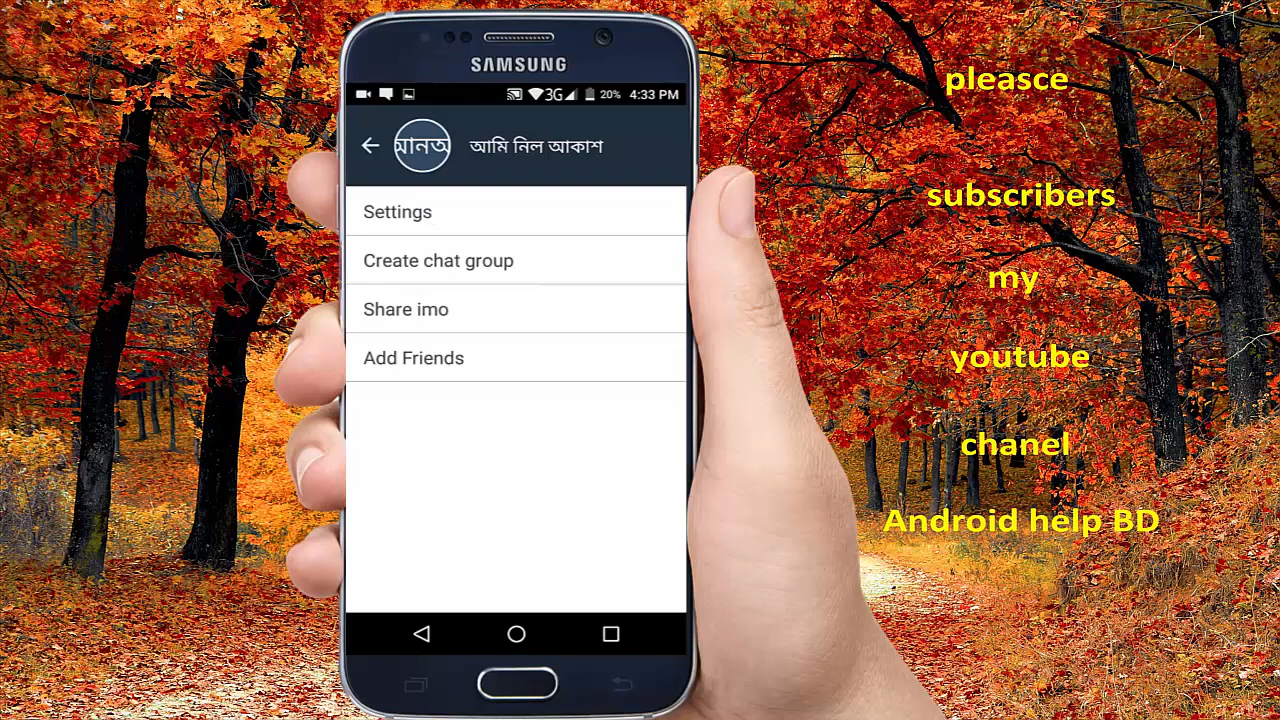 SAMSUNG
3G 20% 4:33 PM
আমি নিল আকাশ
Settings
Create chat group
Share imo
Add Friends
pleasce
subscribers
my
youtube
chanel
Android help BD